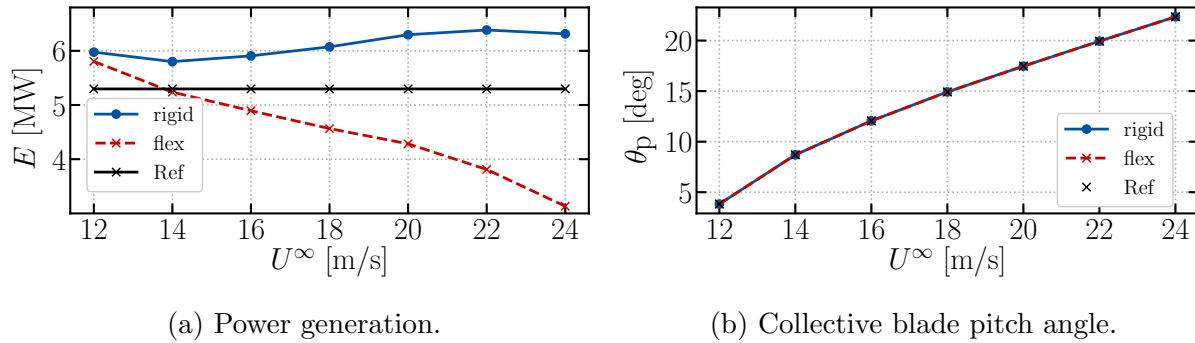 E [MW]
6
5
4
rigid
flex
Ref
12 14 16 18 20 22 24
U∞ [m/s]
(a) Power generation.
θp [deg]
20
15
10
5
rigid
flex
Ref
12 14 16 18 20 22 24
U∞ [m/s]
(b) Collective blade pitch angle.